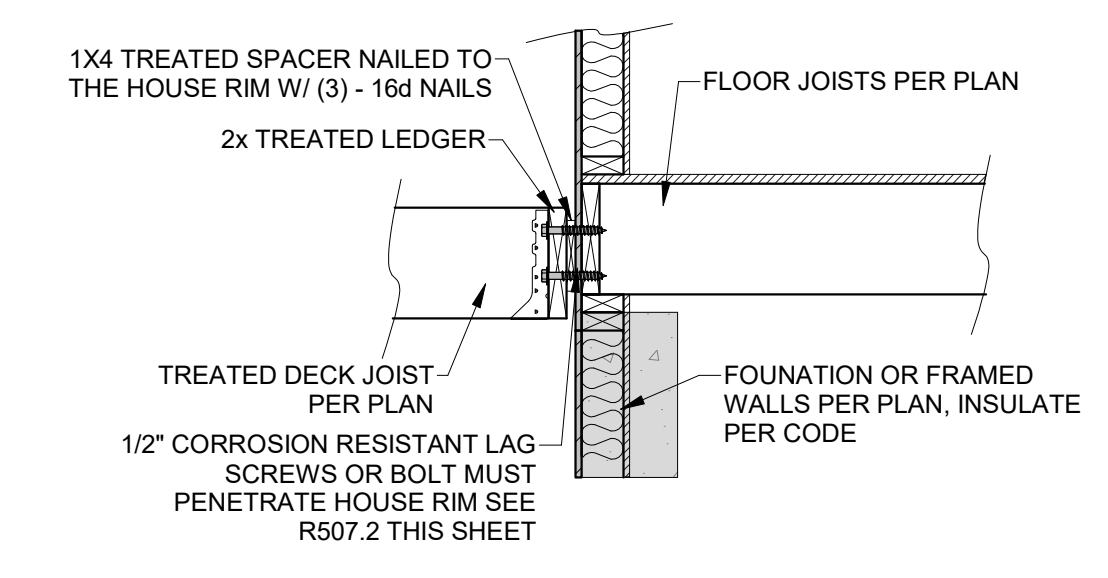 1X4 TREATED SPACER NAILED TO
THE HOUSE RIM W/ (3) - 16d NAILS
2x TREATED LEDGER
FLOOR JOISTS PER PLAN
TREATED DECK JOIST
PER PLAN
1/2" CORROSION RESISTANT LAG
SCREWS OR BOLT MUST
PENETRATE HOUSE RIM SEE
R507.2 THIS SHEET
FOUNATION OR FRAMED
WALLS PER PLAN, INSULATE
PER CODE